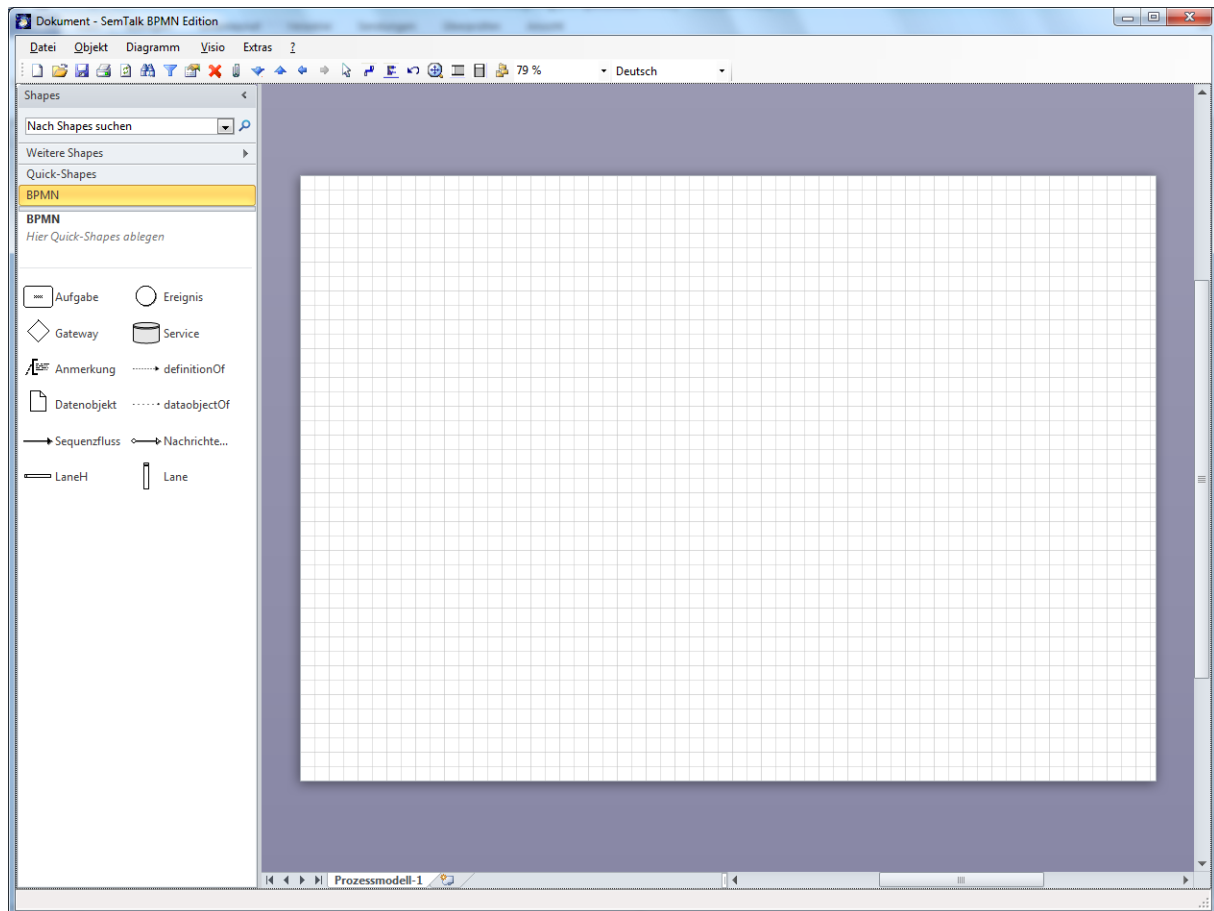 Dokument - SemTalk BPMN Edition
Datei Objekt Diagramm Visio Extras ?
79 % Deutsch
Shapes
Nach Shapes suchen
Weitere Shapes
Quick-Shapes
BPMN
BPMN
Hier Quick-Shapes ablegen
Aufgabe Ereignis
Gateway Service
Anmerkung definitionOf
Datenobjekt dataobjectOf
Sequenzfluss Nachrichte...
LaneH Lane
Prozessmodell-1